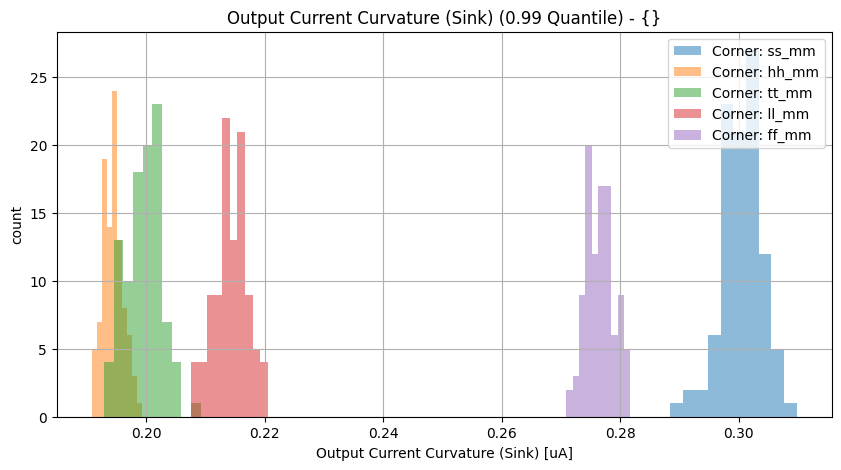 Output Current Curvature (Sink) (0.99 Quantile) - {}
Corner: ss_mm
Corner: hh_mm
Corner: tt_mm
Corner: ll_mm
Corner: ff_mm
count
25
20
15
10
5
0
0.20 0.22 0.24 0.26 0.28 0.30
Output Current Curvature (Sink) [uA]